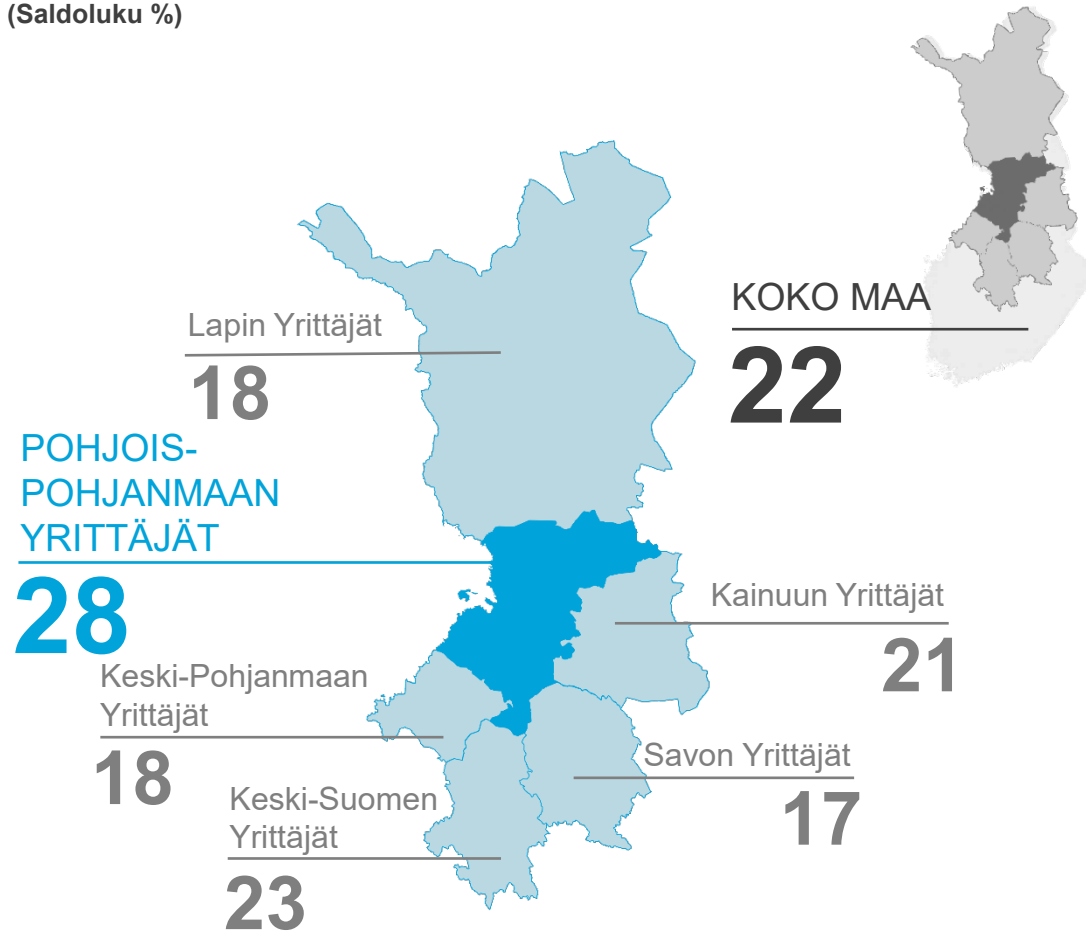 (Saldoluku %)
KOKO MAA
22
Lapin Yrittäjät
18
POHJOIS-
POHJANMAAN
YRITTÄJÄT
28
Kainuun Yrittäjät
21
Keski-Pohjanmaan
Yrittäjät
18
Savon Yrittäjät
17
Keski-Suomen
Yrittäjät
23